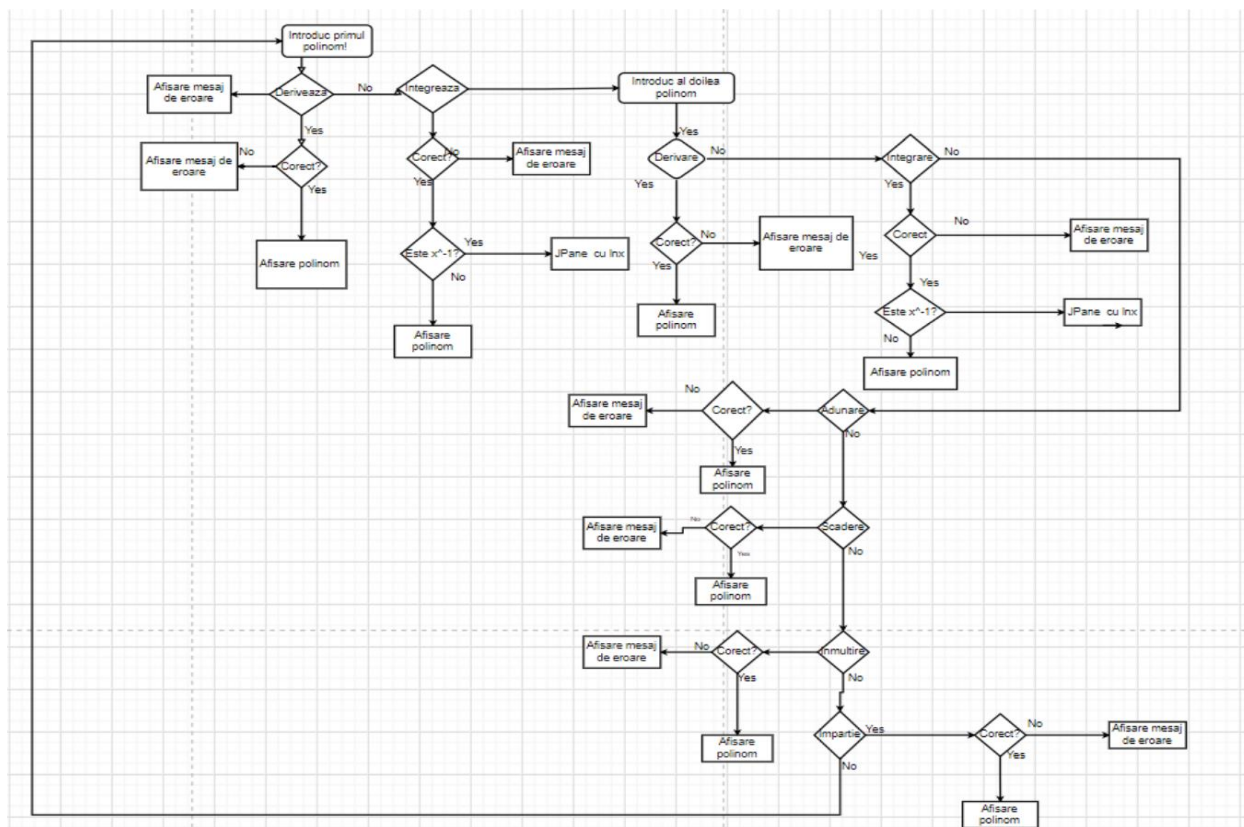 Introduc primul
polinom!
Afisare mesaj
de eroare
Deriveaza
No
Integreaza
Introduc al doilea
polinom
Yes
Afisare mesaj de
eroare
No
Corect?
Yes
Corect?
No
Yes
Afisare mesaj
de eroare
Yes
Derivare
No
Yes
Integrare
No
Yes
Afisare polinom
Este x^-1?
Yes
No
JPane cu lnx
Afisare
polinom
Corect?
No
Yes
Afisare mesaj de
eroare
Afisare
polinom
Corect
No
Yes
Yes
Afisare mesaj
de eroare
Este x^-1?
No
JPane cu lnx
Afisare polinom
Afisare mesaj
de eroare
No
Corect?
Yes
Adunare
No
Afisare
polinom
Afisare mesaj
de eroare
No
Corect?
Yes
Scadere
No
Afisare
polinom
Afisare mesaj
de eroare
No
Corect?
Yes
Inmultire
No
Afisare
polinom
Impartie
Yes
No
Corect?
No
Yes
Afisare mesaj
de eroare
Afisare
polinom